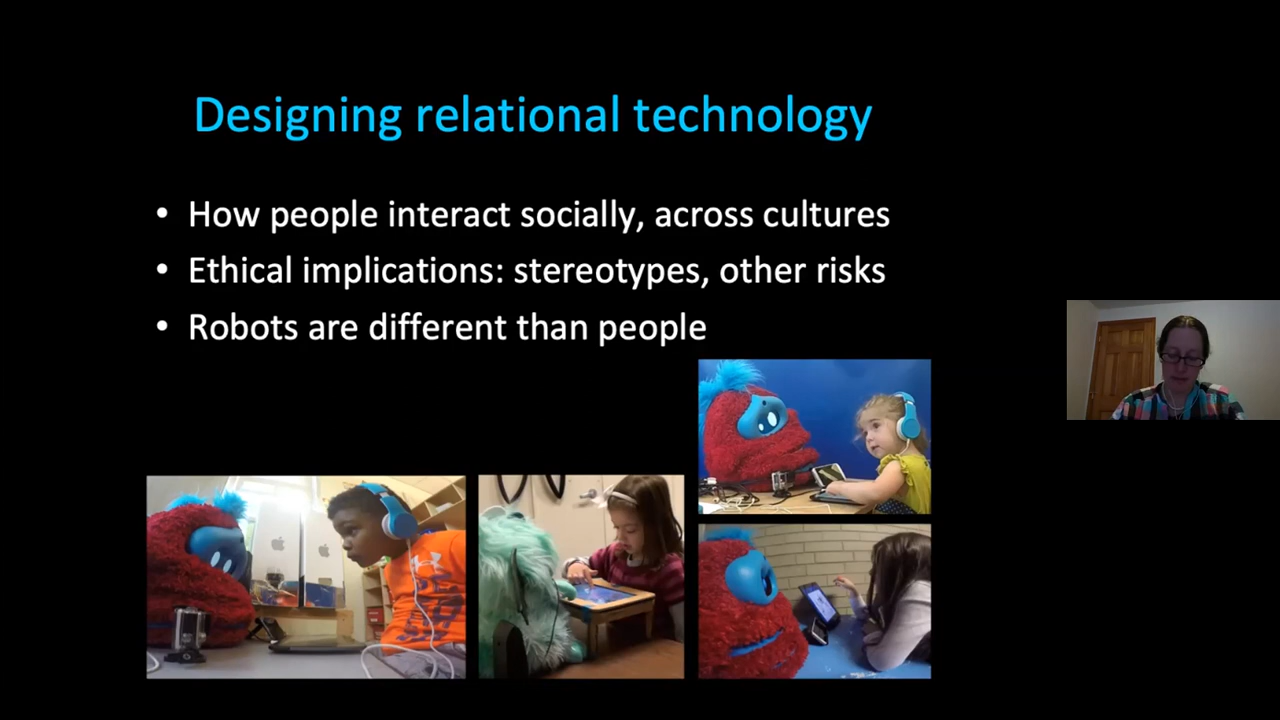 Designing relational technology
• How people interact socially, across cultures
• Ethical implications: stereotypes, other risks
• Robots are different than people